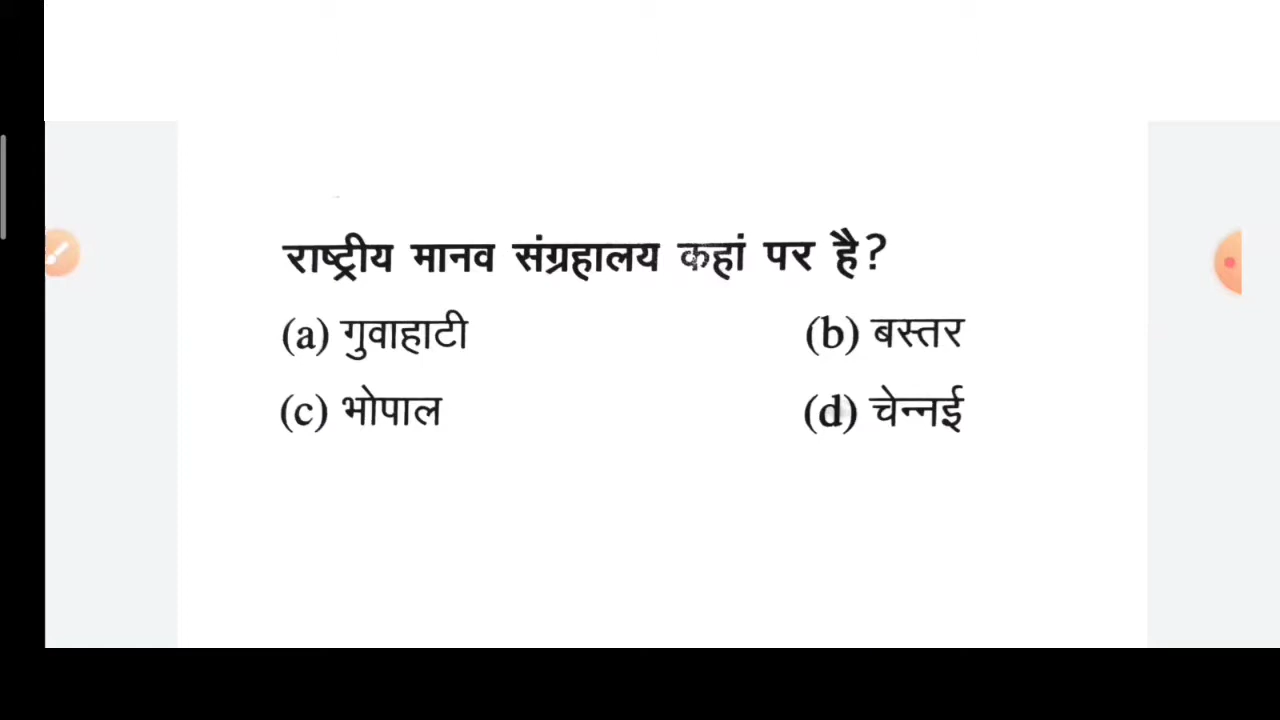 राष्ट्रीय मानव संग्रहालय कहां पर है?
(a) गुवाहाटी (b) बस्तर
(c) भोपाल (d) चेन्नई